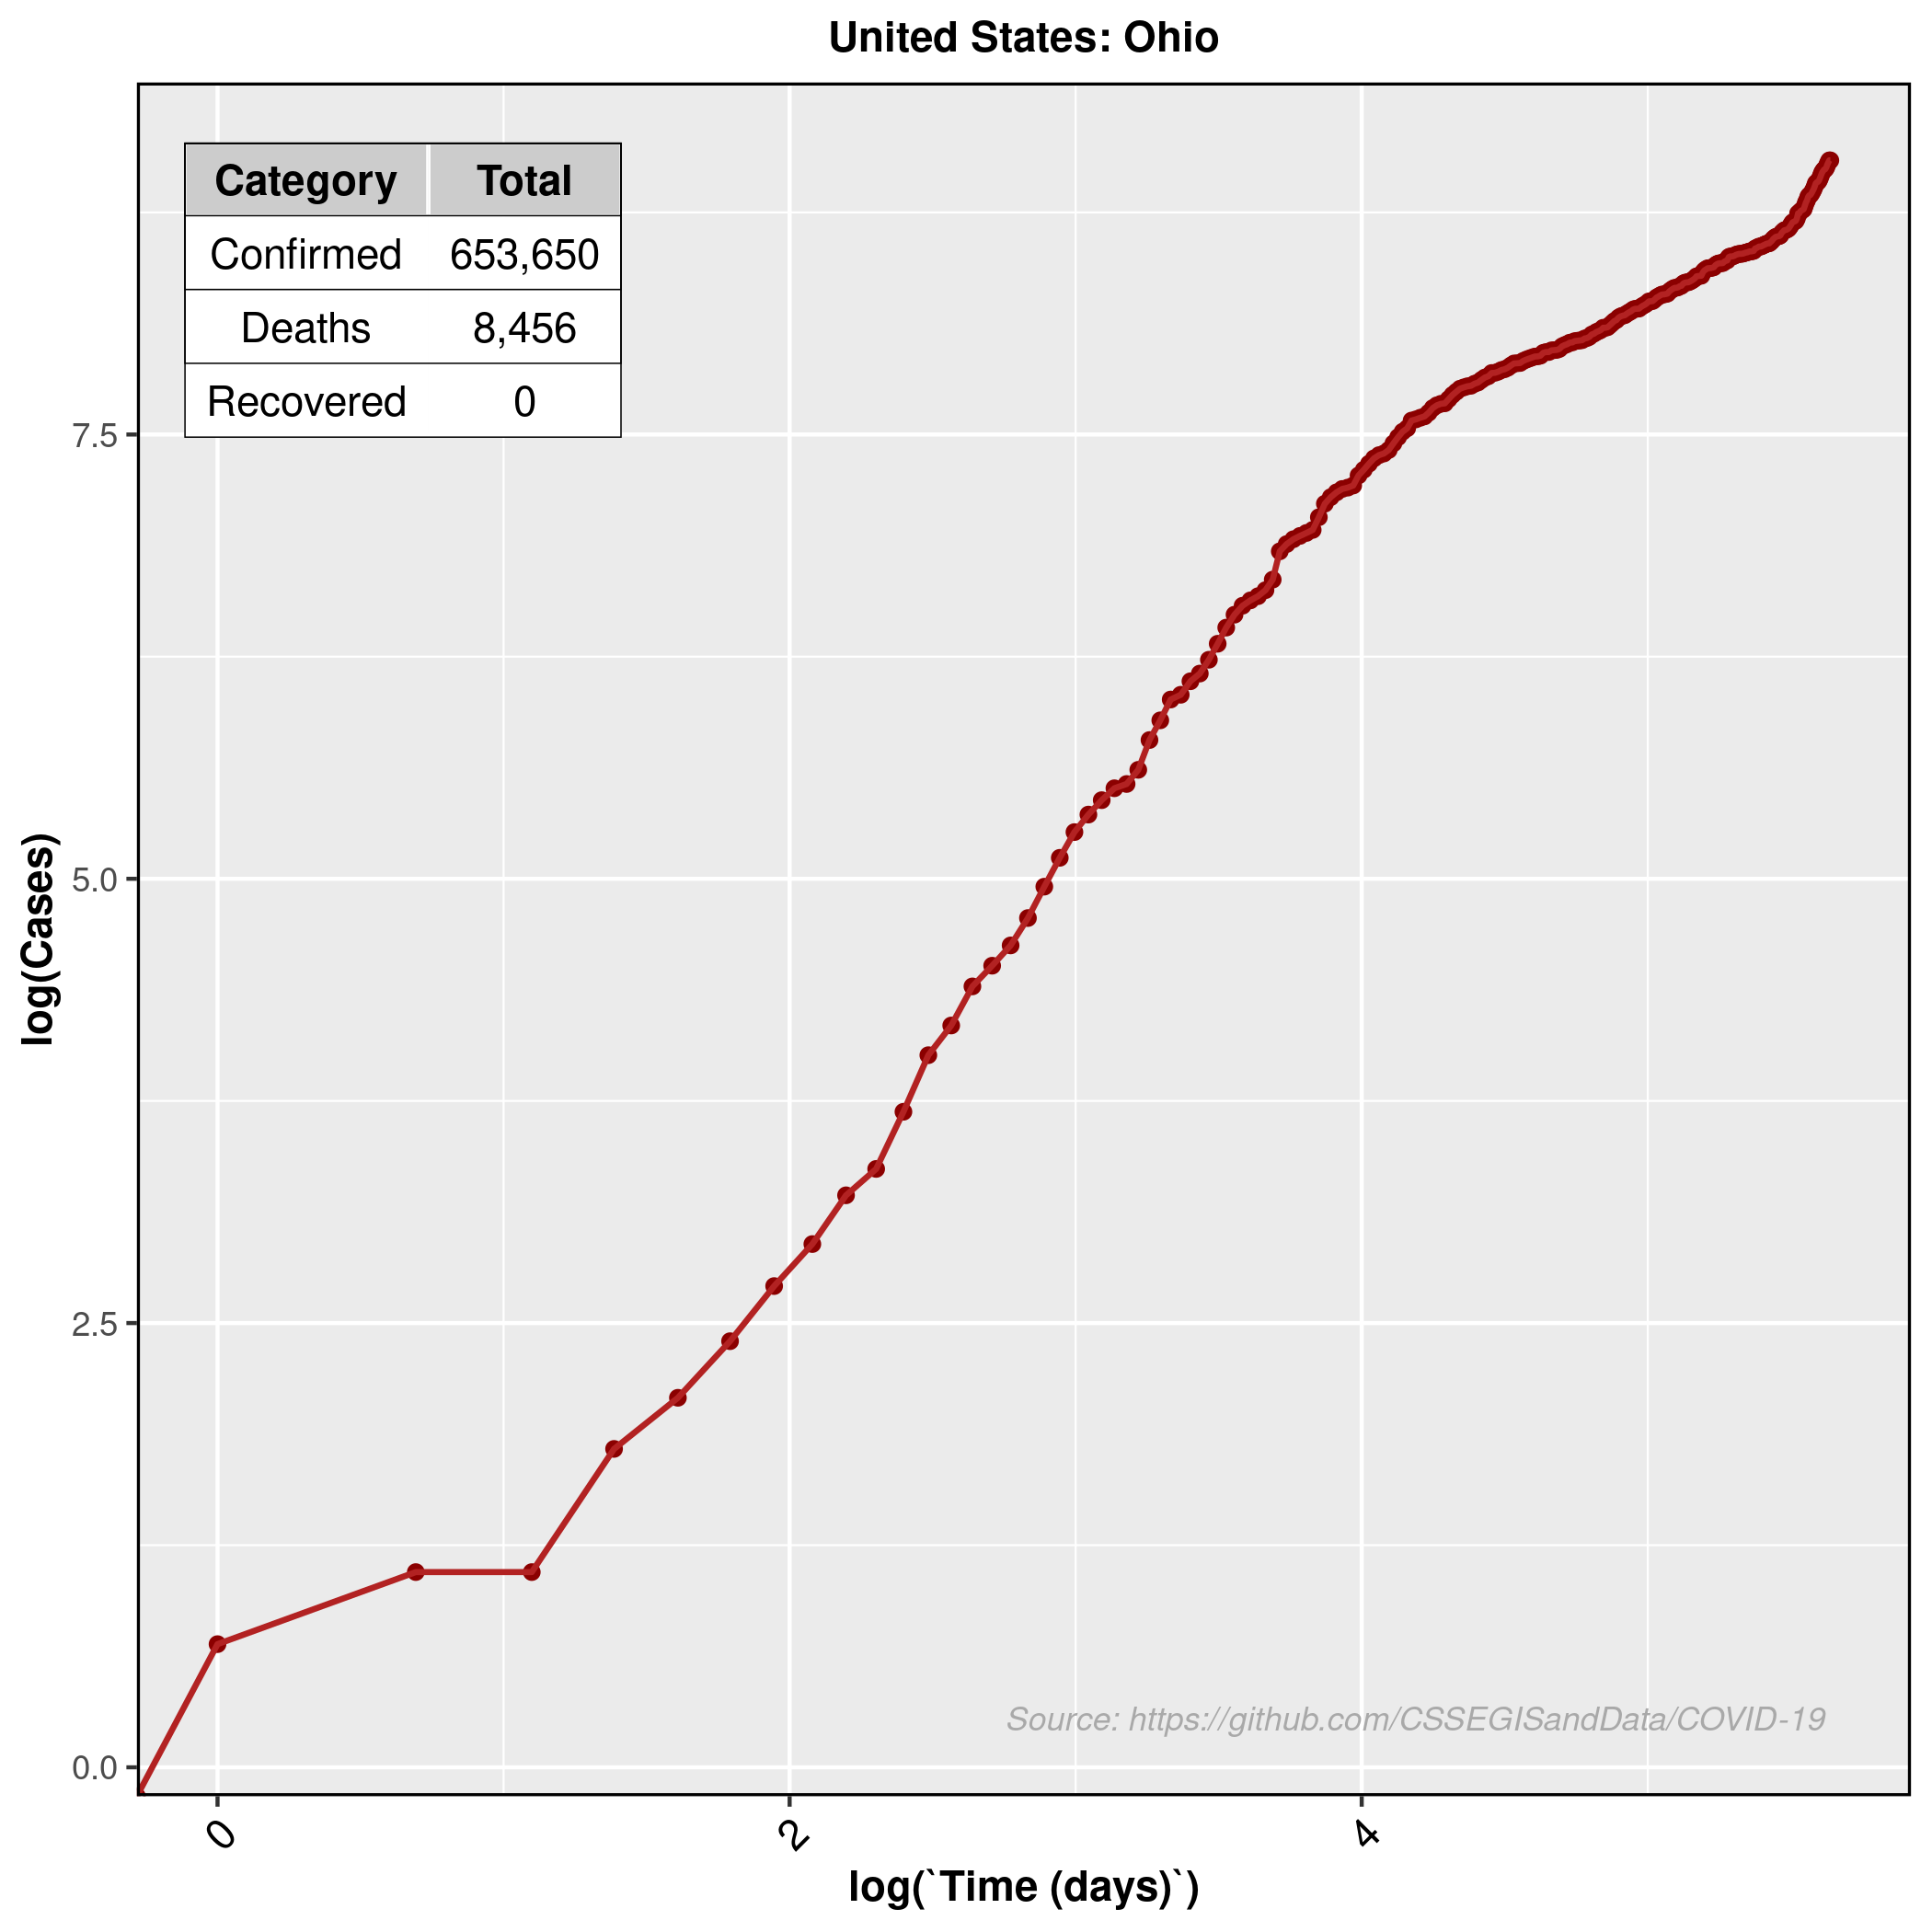 United States: Ohio
Category Total
Confirmed 653,650
Deaths 8,456
Recovered 0
7.5
5.0
2.5
0.0
log(Cases)
Source: https://github.com/CSSEGISandData/COVID-19
0 2 4
log(`Time (days)`)